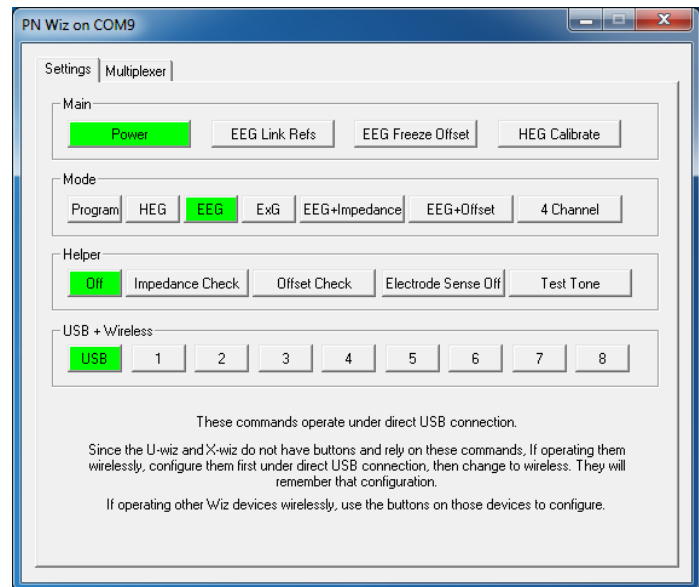 PN Wiz on COM9
Settings Multiplexer
Main
Power EEG Link Refs EEG Freeze Offset HEG Calibrate
Mode
Program HEG EEG ExG EEG+Impedance EEG+Offset 4 Channel
Helper
Off Impedance Check Offset Check Electrode Sense Off Test Tone
USB + Wireless
USB 1 2 3 4 5 6 7 8
These commands operate under direct USB connection.
Since the U-wiz and X-wiz do not have buttons and rely on these commands, If operating them
wirelessly, configure them first under direct USB connection, then change to wireless. They will
remember that configuration.
If operating other Wiz devices wirelessly, use the buttons on those devices to configure.